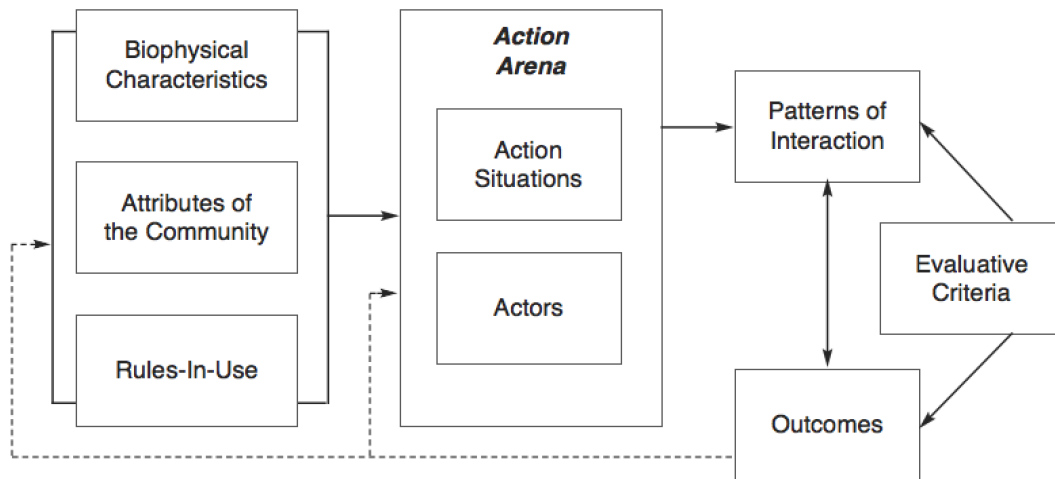 Biophysical
Characteristics
Attributes of
the Community
Rules-In-Use
Action
Arena
Action
Situations
Actors
Patterns of
Interaction
Evaluative
Criteria
Outcomes